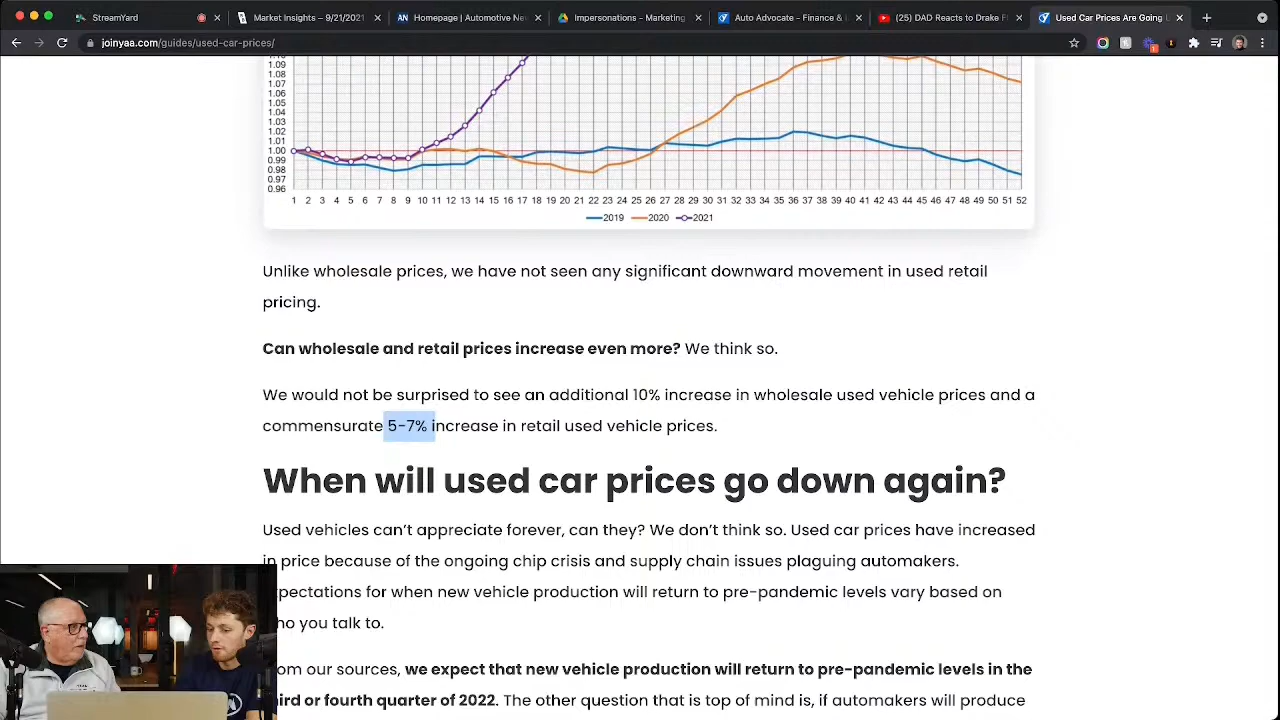 StreamYard
Market Insights – 9/21/2021
Homepage | Automotive Ne
Impersonations - Marketing
Auto Advocate – Finance &
(25) DAD Reacts to Drake F
Used Car Prices Are Going U
joinyaa.com/guides/used-car-prices/
1.09
1.08
1.07
1.06
1.05
1.04
1.03
1.02
1.01
1.00
0.99
0.98
0.97
0.96
1 2 3 4 5 6 7 8 9 10 11 12 13 14 15 16 17 18 19 20 21 22 23 24 25 26 27 28 29 30 31 32 33 34 35 36 37 38 39 40 41 42 43 44 45 46 47 48 49 50 51 52
2019 2020 2021
Unlike wholesale prices, we have not seen any significant downward movement in used retail
pricing.
Can wholesale and retail prices increase even more? We think so.
We would not be surprised to see an additional 10% increase in wholesale used vehicle prices and a
commensurate 5-7% increase in retail used vehicle prices.
When will used car prices go down again?
Used vehicles can't appreciate forever, can they? We don't think so. Used car prices have increased
in price because of the ongoing chip crisis and supply chain issues plaguing automakers.
xpectations for when new vehicle production will return to pre-pandemic levels vary based on
ho you talk to.
om our sources, we expect that new vehicle production will return to pre-pandemic levels in the
hird or fourth quarter of 2022. The other question that is top of mind is, if automakers will produce